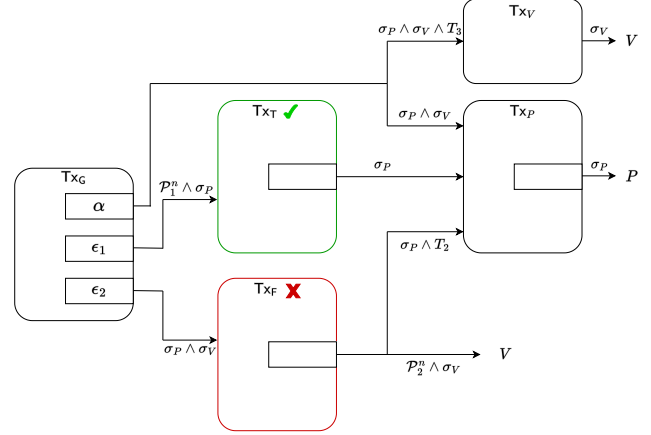 Tx_V
σ_P ∧ σ_V ∧ T_3
σ_V
V
Tx_T ✓
σ_P ∧ σ_V
Tx_P
σ_P
σ_P
P
Tx_G
𝒫_1^n ∧ σ_P
α
ϵ_1
ϵ_2
σ_P ∧ T_2
Tx_F ✗
σ_P ∧ σ_V
𝒫_2^n ∧ σ_V
V